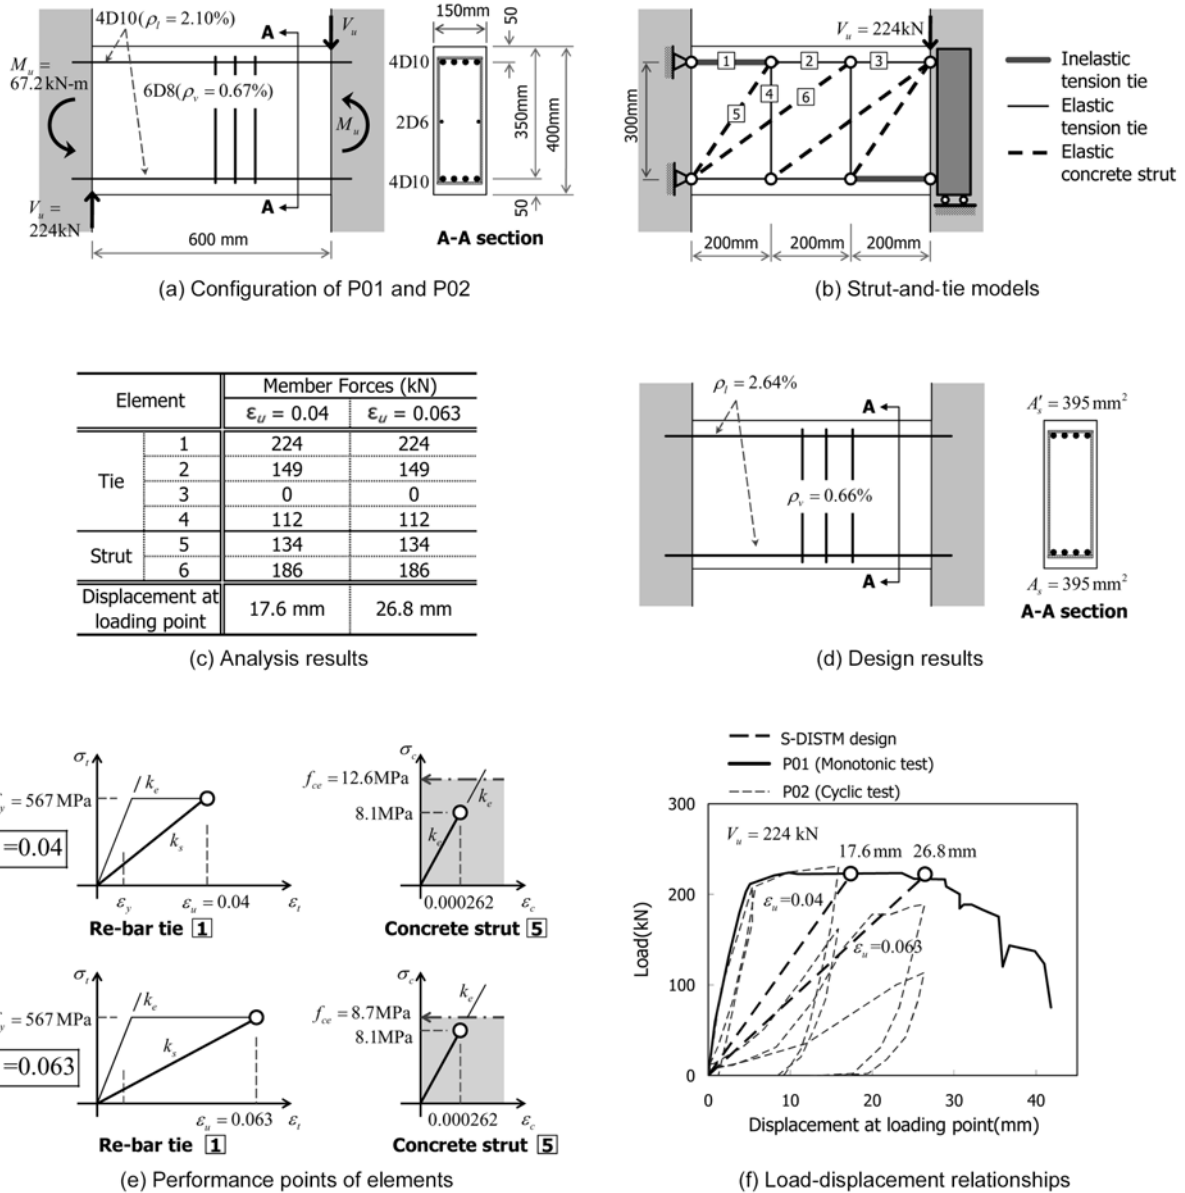 4D10(ρl = 2.10%)
Mu =
67.2kN-m
6D8(ρv = 0.67%)
Vu
Mu
A
A
Vu =
224kN
600 mm
150mm
50
4D10
2D6
4D10
350mm
400mm
50
A-A section
(a) Configuration of P01 and P02
Vu = 224kN
1
2
3
4
5
6
300mm
200mm
200mm
200mm
Inelastic
tension tie
Elastic
tension tie
Elastic
concrete strut
(b) Strut-and-tie models
Element
Member Forces (kN)
εu = 0.04 εu = 0.063
Tie
1 224 224
2 149 149
3 0 0
4 112 112
Strut
5 134 134
6 186 186
Displacement at
loading point
17.6 mm 26.8 mm
(c) Analysis results
ρl = 2.64%
A
ρv = 0.66%
A
A's = 395 mm²
As = 395 mm²
A-A section
(d) Design results
σt
ke
y = 567 MPa
=0.04
ks
εy
εu = 0.04
εt
Re-bar tie 1
σc
fce = 12.6MPa
ke
8.1MPa
ke
0.000262
εc
Concrete strut 5
σt
ke
y = 567 MPa
=0.063
ks
εu = 0.063
εt
Re-bar tie 1
σc
ke
fce = 8.7MPa
8.1MPa
0.000262
εc
Concrete strut 5
(e) Performance points of elements
S-DISTM design
P01 (Monotonic test)
P02 (Cyclic test)
300
Vu = 224 kN
17.6mm 26.8mm
200
εu=0.04
εu=0.063
100
0
Load(kN)
0 10 20 30 40
Displacement at loading point(mm)
(f) Load-displacement relationships